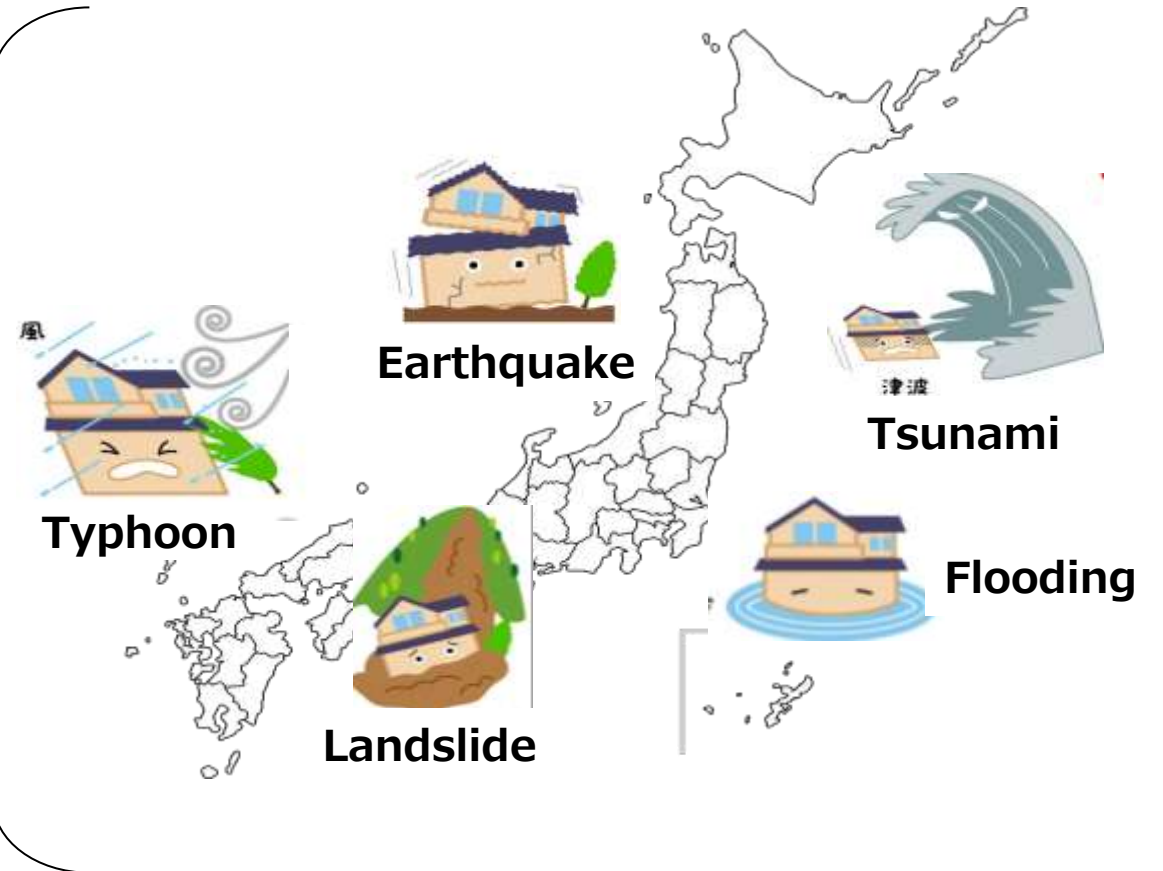 Earthquake
風
津波
Tsunami
Typhoon
Flooding
Landslide